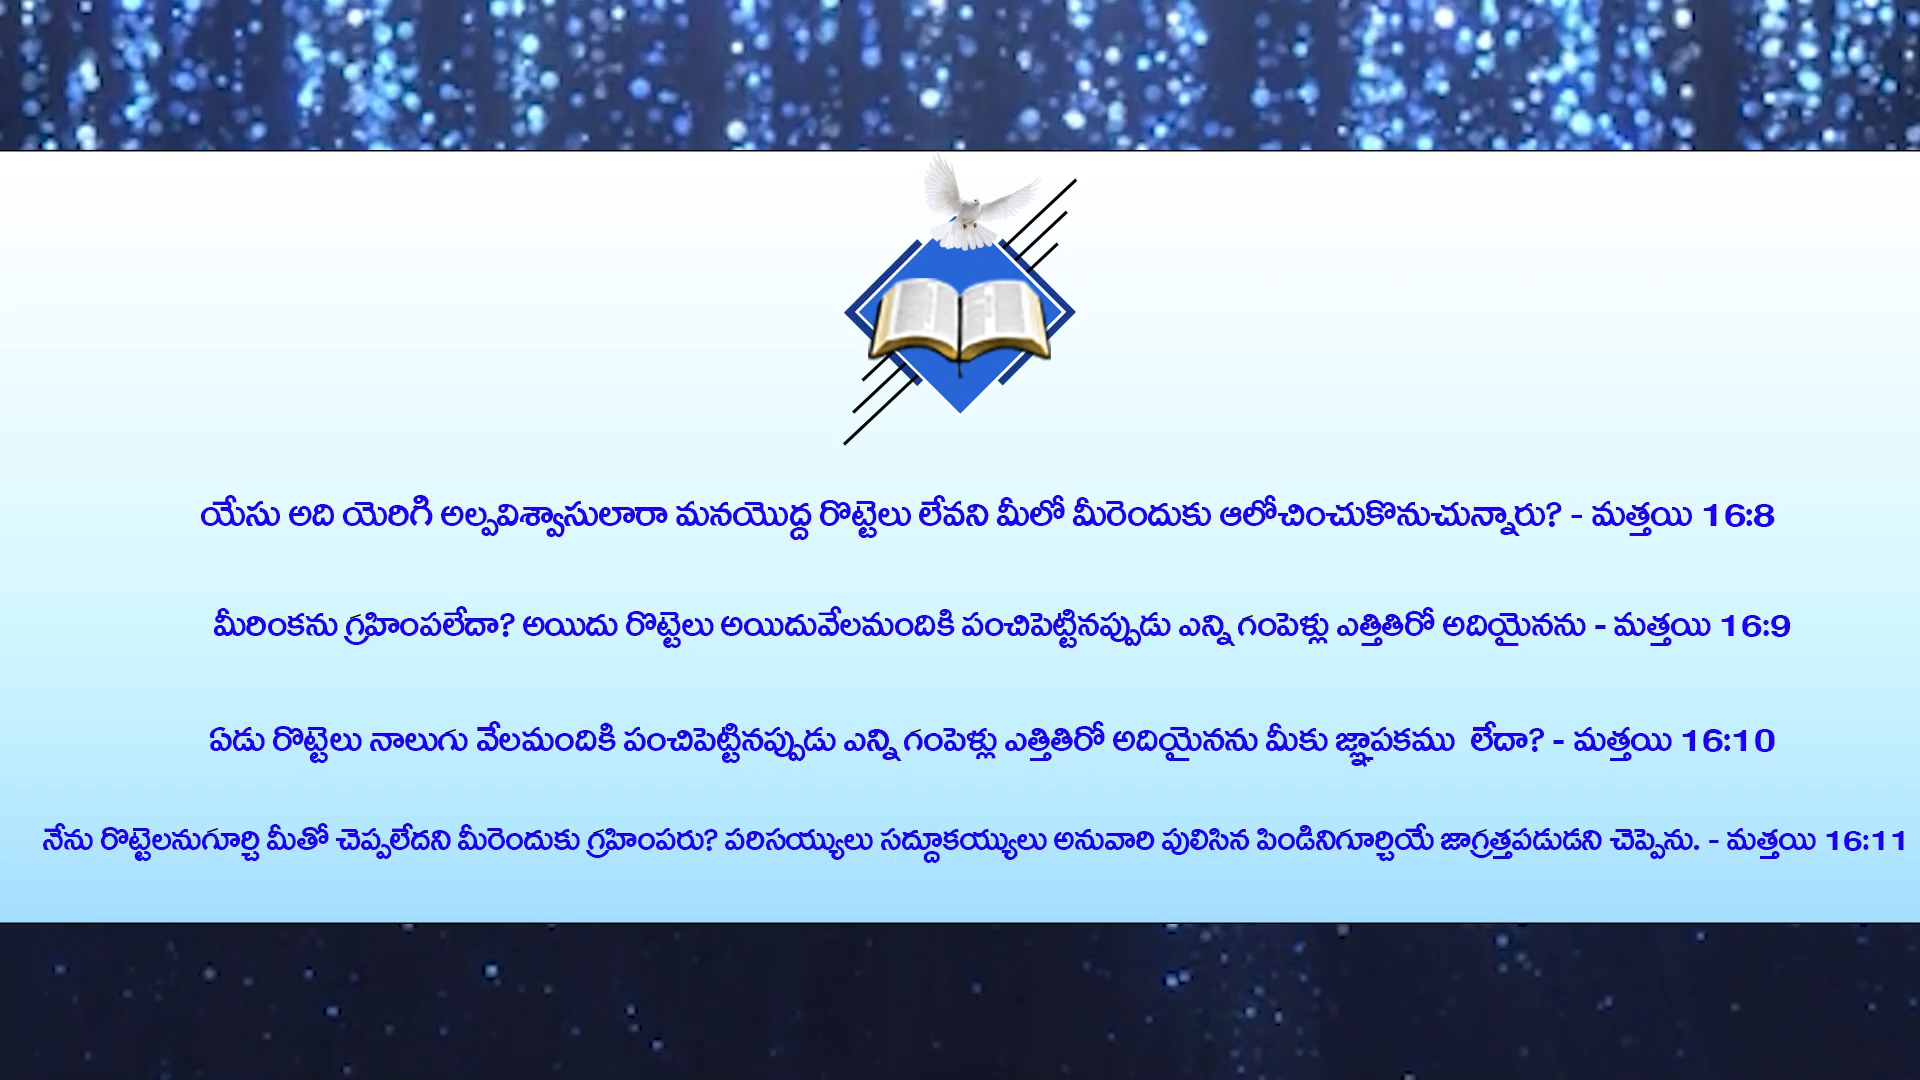 యేసు అది యెరిగి అల్పవిశ్వాసులారా మనయొద్ద రొట్టెలు లేవని మీలో మీరెందుకు ఆలోచించుకొనుచున్నారు? - మత్తయి 16:8
మీరింకను గ్రహింపలేదా? అయిదు రొట్టెలు అయిదువేలమందికి పంచిపెట్టినప్పుడు ఎన్ని గంపెళ్లు ఎత్తితిరో అదియైనను - మత్తయి 16:9
ఏడు రొట్టెలు నాలుగు వేలమందికి పంచిపెట్టినప్పుడు ఎన్ని గంపెళ్లు ఎత్తితిరో అదియైనను మీకు జ్ఞాపకము లేదా? - మత్తయి 16:10
నేను రొట్టెలనుగూర్చి మీతో చెప్పలేదని మీరెందుకు గ్రహింపరు? పరిసయ్యులు సద్దూకయ్యులు అనువారి పులిసిన పిండినిగూర్చియే జాగ్రత్తపడుడని చెప్పెను. - మత్తయి 16:11